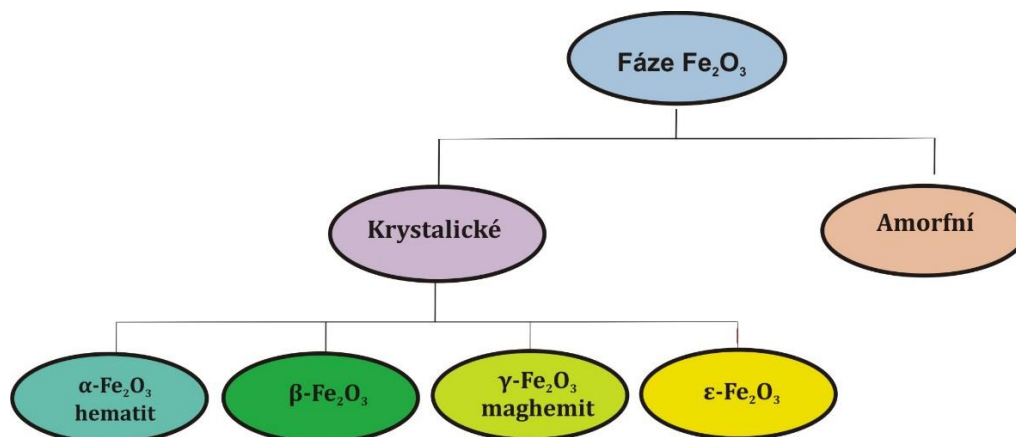 Fáze Fe₂O₃
Krystalické
Amorfní
α-Fe₂O₃
hematit
β-Fe₂O₃
γ-Fe₂O₃
maghemit
ε-Fe₂O₃